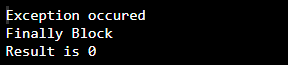 Exception occured
Finally Block
Result is 0